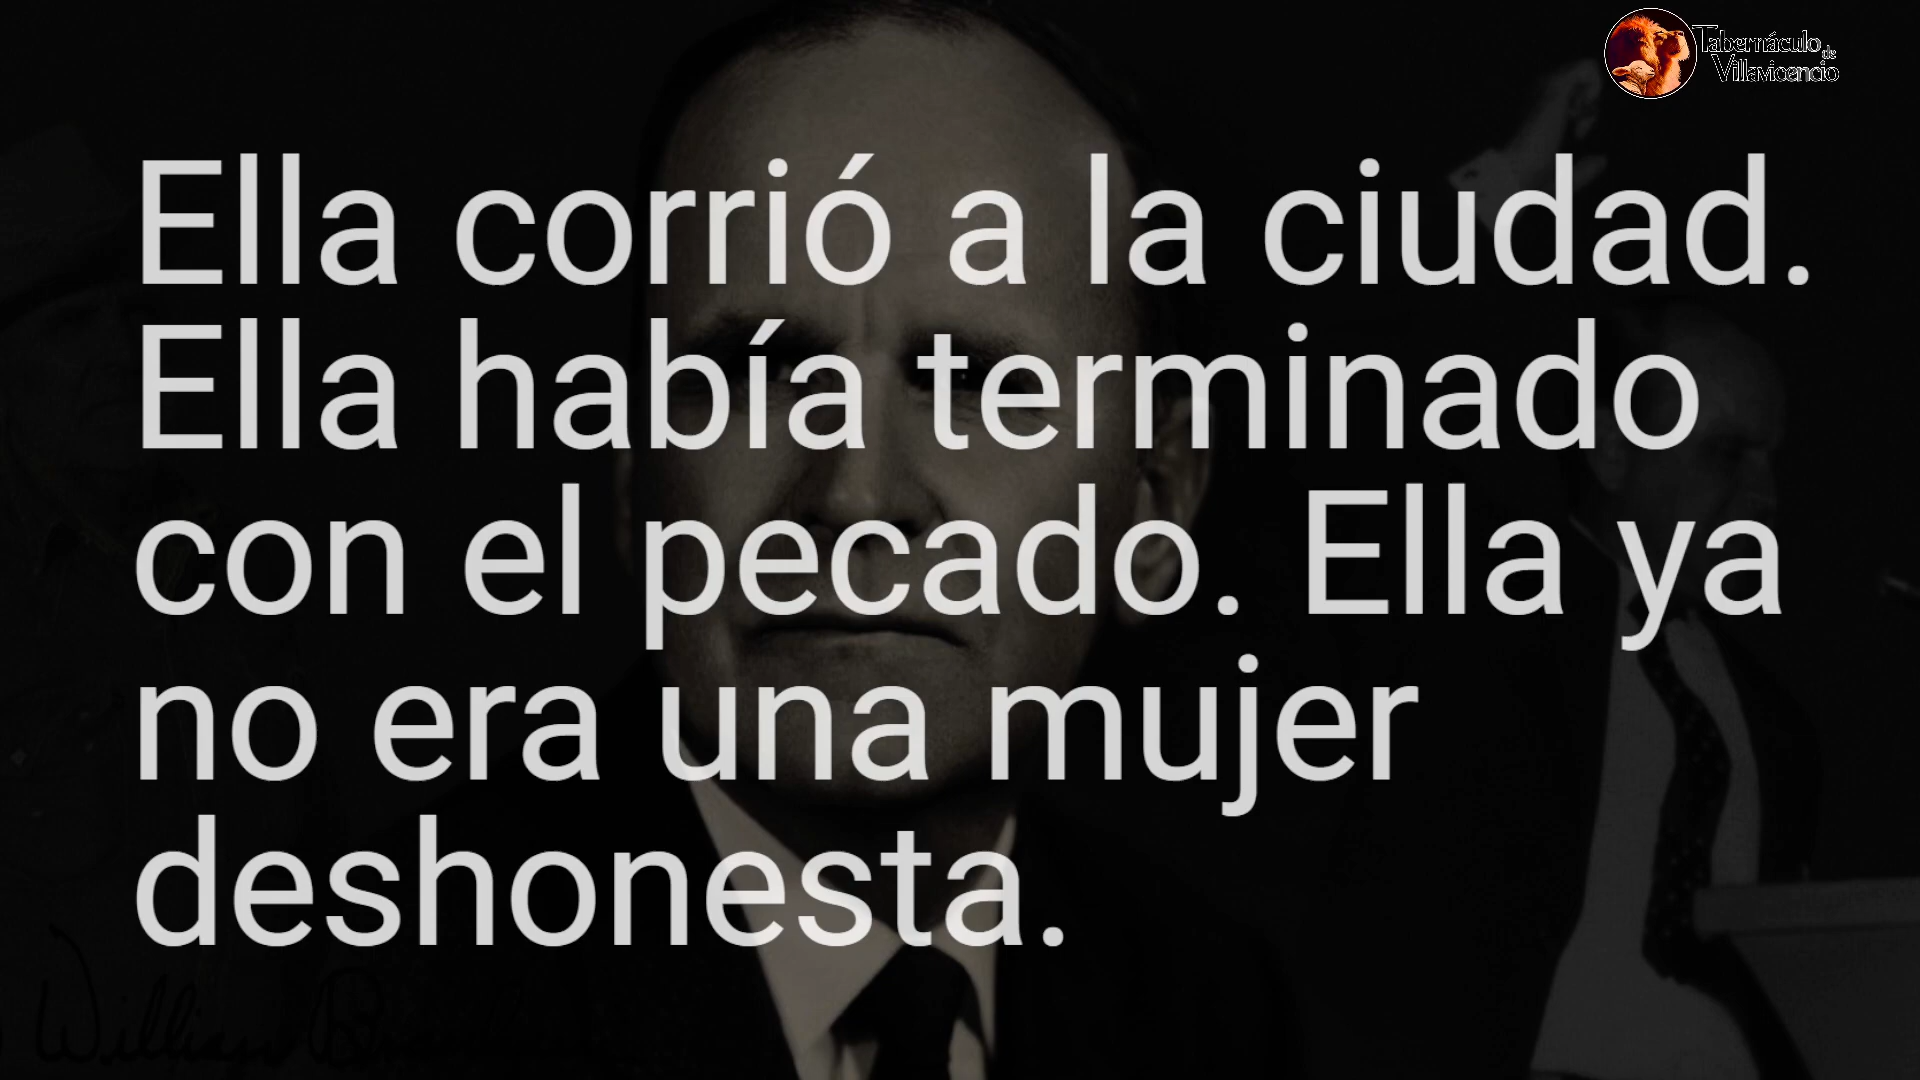 Tabernáculo de
Villavicencio
Ella corrió a la ciudad.
Ella había terminado
con el pecado. Ella ya
no era una mujer
deshonesta.
William